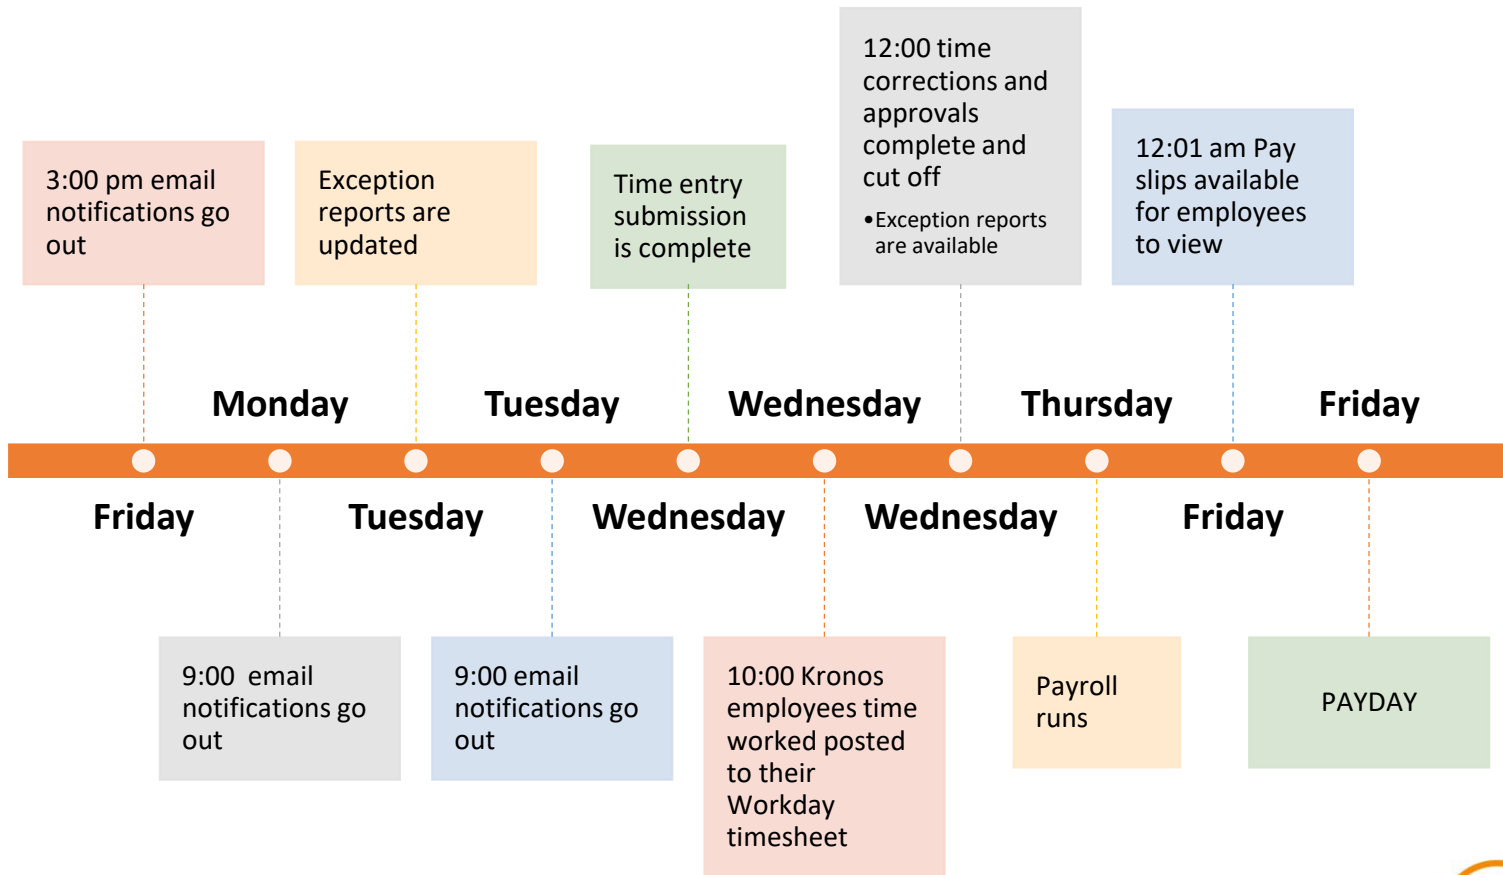 3:00 pm email
notifications go
out
Exception
reports are
updated
Time entry
submission
is complete
12:00 time
corrections and
approvals
complete and
cut off
•Exception reports
are available
12:01 am Pay
slips available
for employees
to view
Monday
Tuesday
Wednesday
Thursday
Friday
Friday
Tuesday
Wednesday
Wednesday
Friday
9:00  email
notifications go
out
9:00 email
notifications go
out
10:00 Kronos
employees time
worked posted
to their
Workday
timesheet
Payroll
runs
PAYDAY